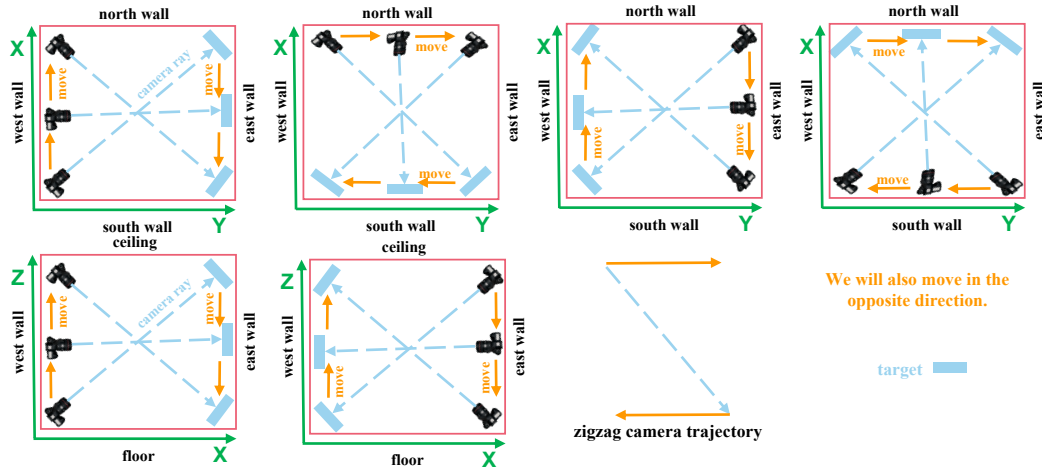 north wall
X
west wall
move
move
camera ray
move
east wall
south wall
Y
north wall
X
west wall
move
move
east wall
south wall
Y
north wall
X
west wall
move
move
east wall
south wall
Y
north wall
X
west wall
move
move
east wall
south wall
Y
ceiling
Z
west wall
move
camera ray
move
east wall
floor
X
ceiling
Z
west wall
move
move
east wall
floor
X
zigzag camera trajectory
We will also move in the
opposite direction.
target